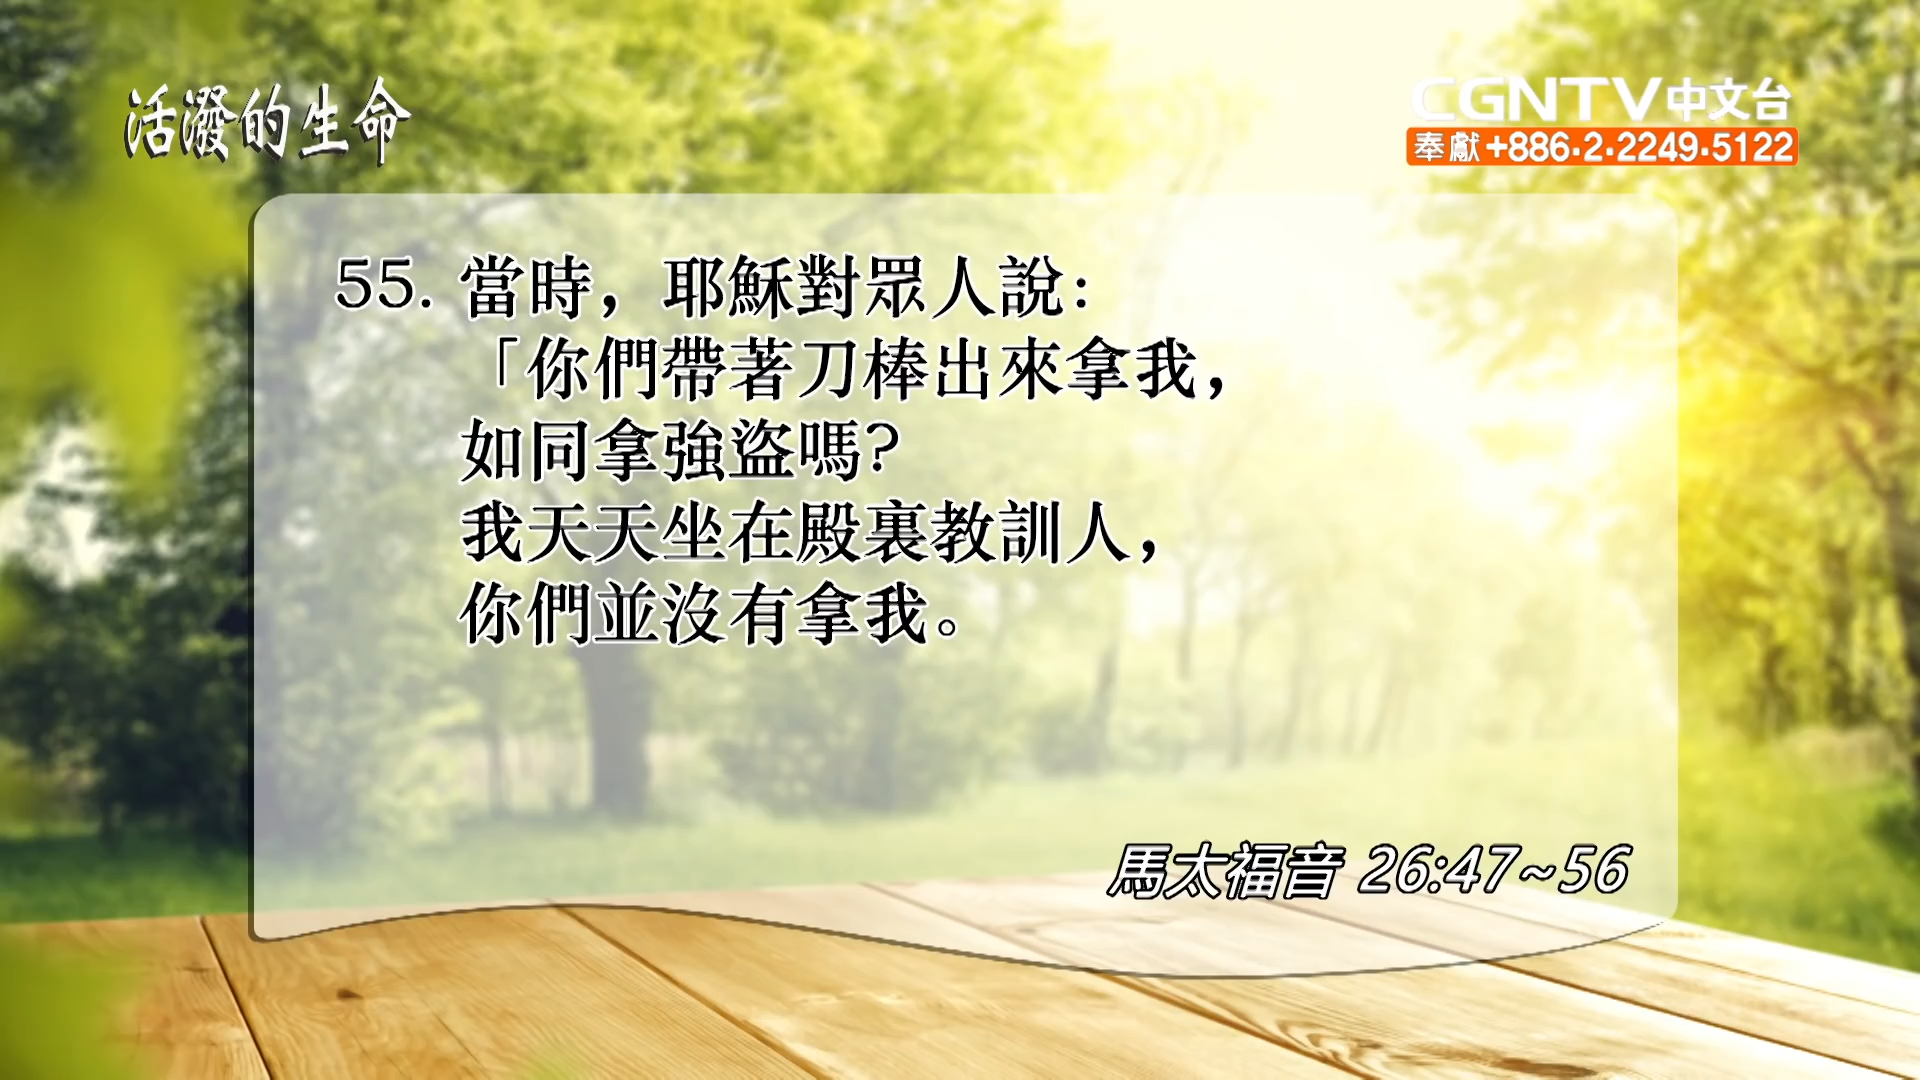 活潑的生命
CGNTV中文台
奉獻+886·2·2249·5122
55. 當時，耶穌對眾人說：
「你們帶著刀棒出來拿我，
如同拿強盜嗎？
我天天坐在殿裏教訓人，
你們並沒有拿我。
馬太福音 26:47~56